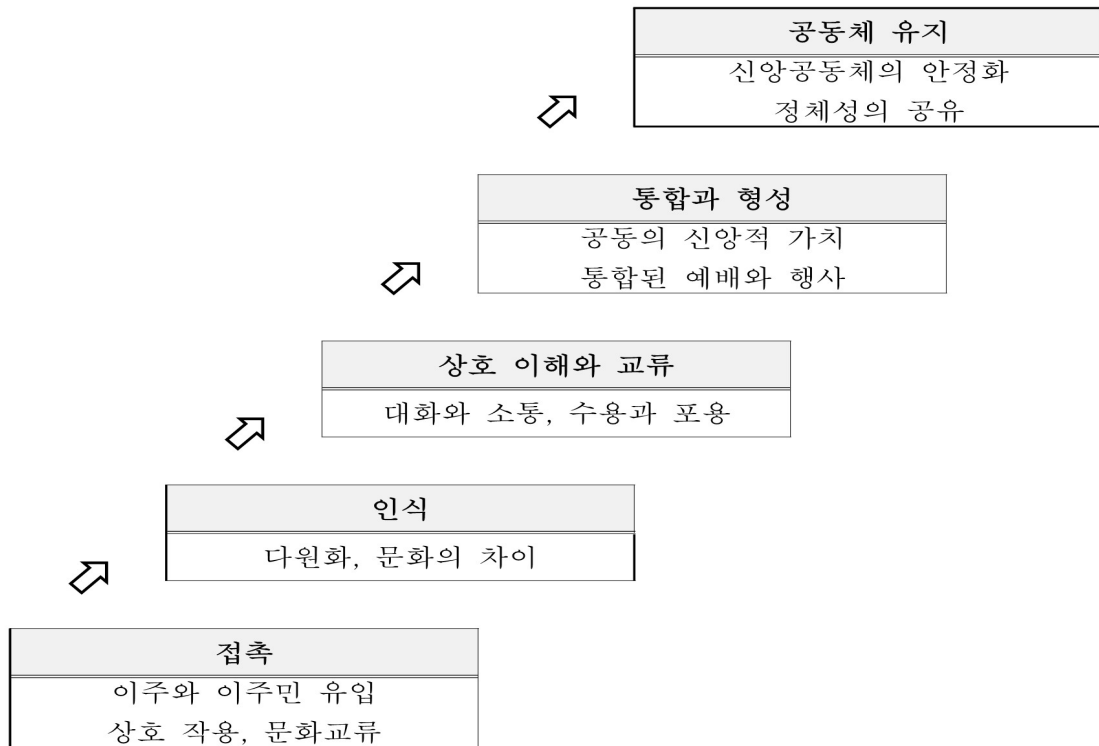 공동체 유지
신앙공동체의 안정화
정체성의 공유
통합과 형성
공동의 신앙적 가치
통합된 예배와 행사
상호 이해와 교류
대화와 소통, 수용과 포용
인식
다원화, 문화의 차이
접촉
이주와 이주민 유입
상호 작용, 문화교류